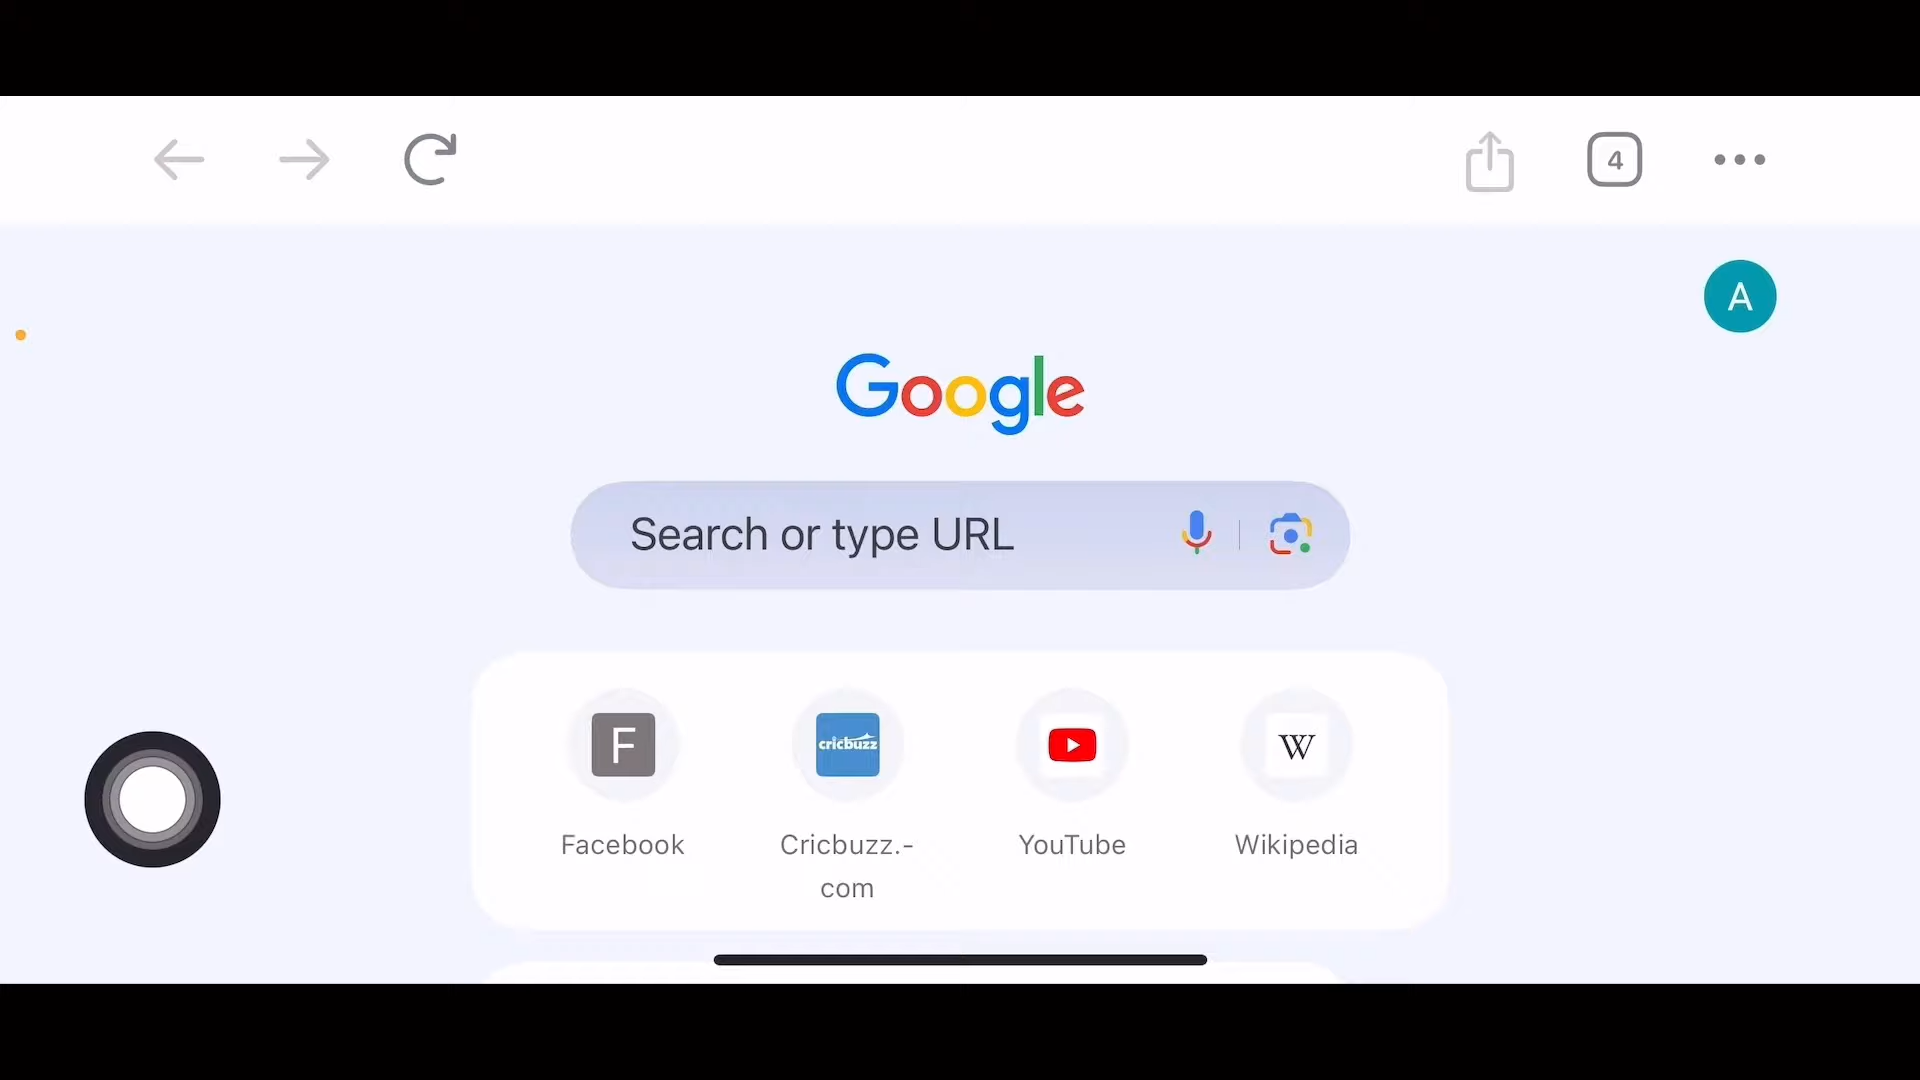 4
A
Google
Search or type URL
F
cricbuzz
W
Facebook
Cricbuzz.-
com
YouTube
Wikipedia